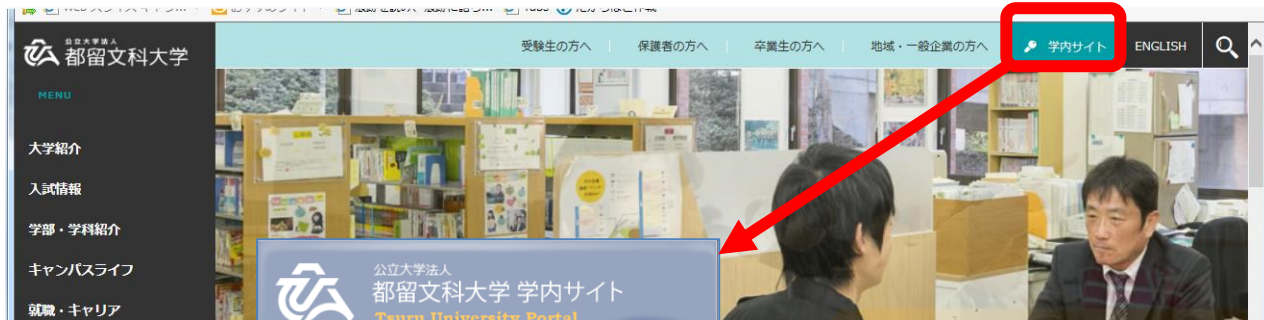 公立大学法人
都留文科大学
受験生の方へ
保護者の方へ
卒業生の方へ
地域・一般企業の方へ
学内サイト
ENGLISH
MENU
大学紹介
入試情報
学部・学科紹介
キャンパスライフ
就職・キャリア
公立大学法人
都留文科大学 学内サイト
Tsuru University Portal